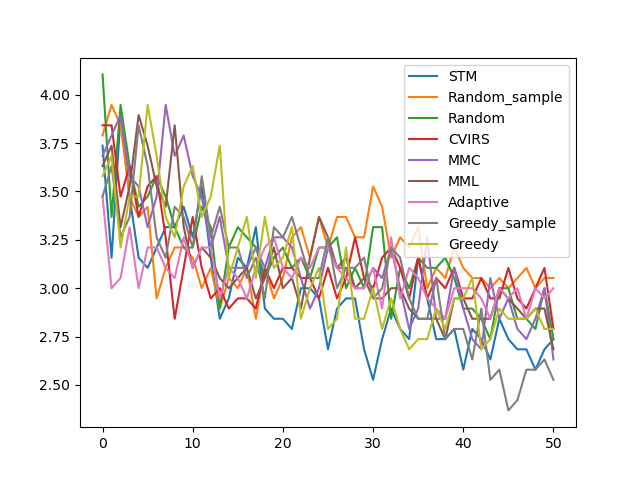 4.00
3.75
3.50
3.25
3.00
2.75
2.50
0
10
20
30
40
50
STM
Random_sample
Random
CVIRS
MMC
MML
Adaptive
Greedy_sample
Greedy